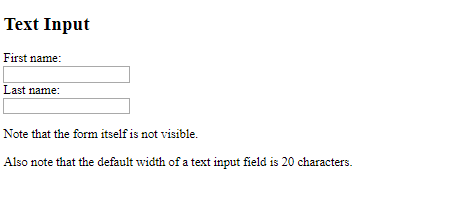 Text Input
First name:
Last name:
Note that the form itself is not visible.
Also note that the default width of a text input field is 20 characters.